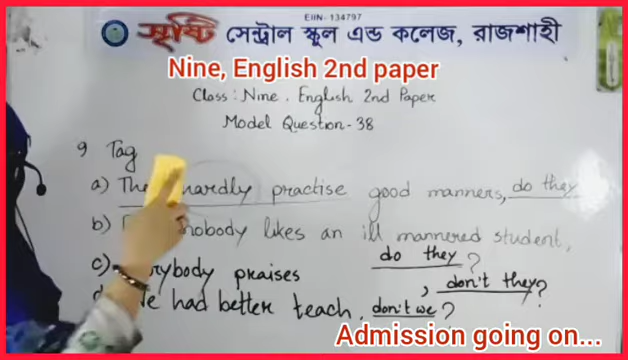 EIIN- 134797
সৃষ্টি সেন্ট্রাল স্কুল এন্ড কলেজ, রাজশাহী
Nine, English 2nd paper
Class: Nine. English 2nd Paper
Model Question-38
9 Tag
a) hardly practise good manners, do they
b) nobody likes an ill mannered student,
do they?
c) praises , don't they?
had better teach, don't we?
Admission going on...